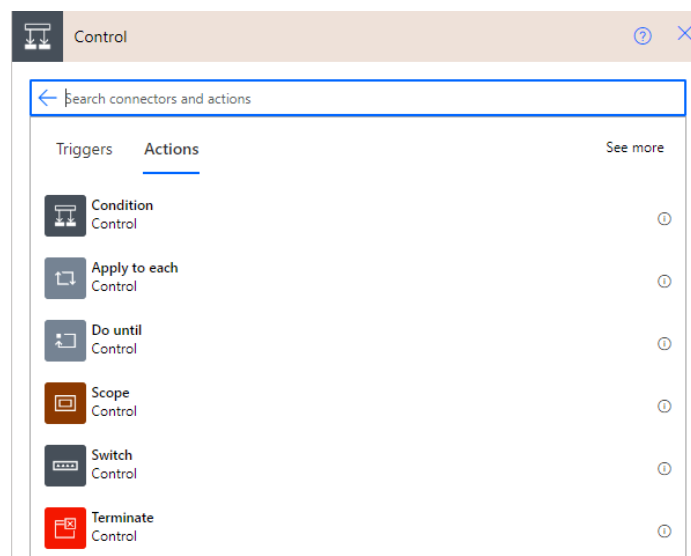 Control
Search connectors and actions
Triggers Actions See more
Condition
Control
Apply to each
Control
Do until
Control
Scope
Control
Switch
Control
Terminate
Control